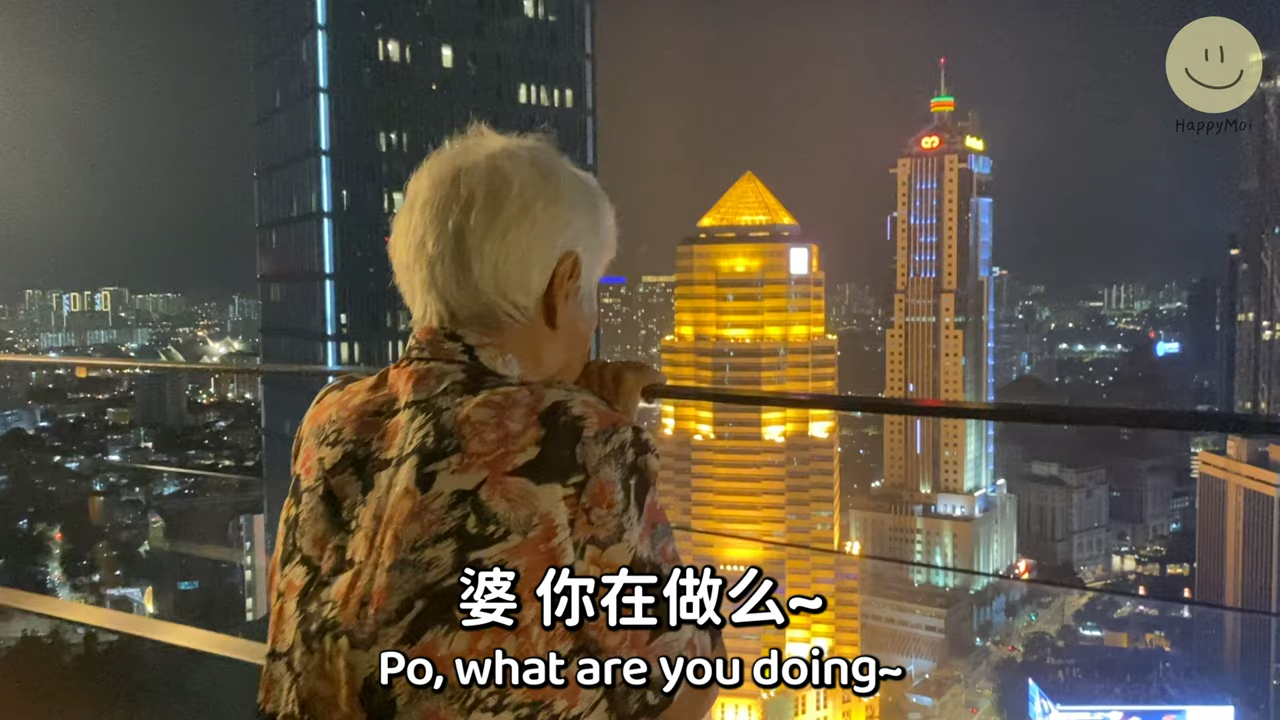 HappyMoi
婆 你在做么~
Po, what are you doing~